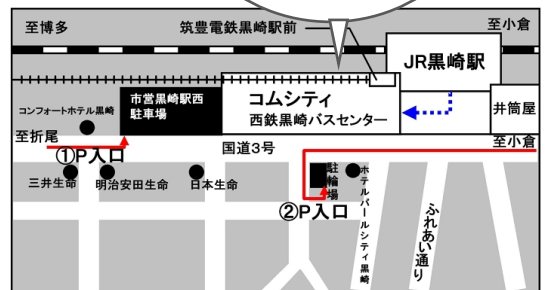 至博多
筑豊電鉄黒崎駅前
至小倉
JR黒崎駅
コンフォートホテル黒崎
市営黒崎駅西
駐車場
コムシティ
西鉄黒崎バスセンター
井筒屋
至折尾
①P入口
国道3号
至小倉
三井生命
明治安田生命
日本生命
駐輪場
②P入口
ホテルパールシティ黒崎
ふれあい通り